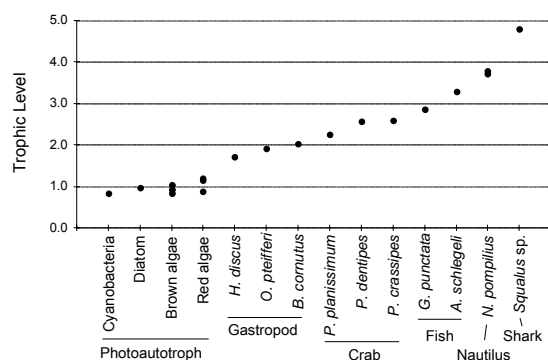 Trophic Level
5.0
4.0
3.0
2.0
1.0
0.0
Cyanobacteria
Diatom
Brown algae
Red algae
H. discus
O. pteifferi
B. cornutus
P. planissimum
P. dentipes
P. crassipes
G. punctata
A. schlegeli
N. pompilius
Squalus sp.
Photoautotroph
Gastropod
Crab
Fish
Nautilus
Shark